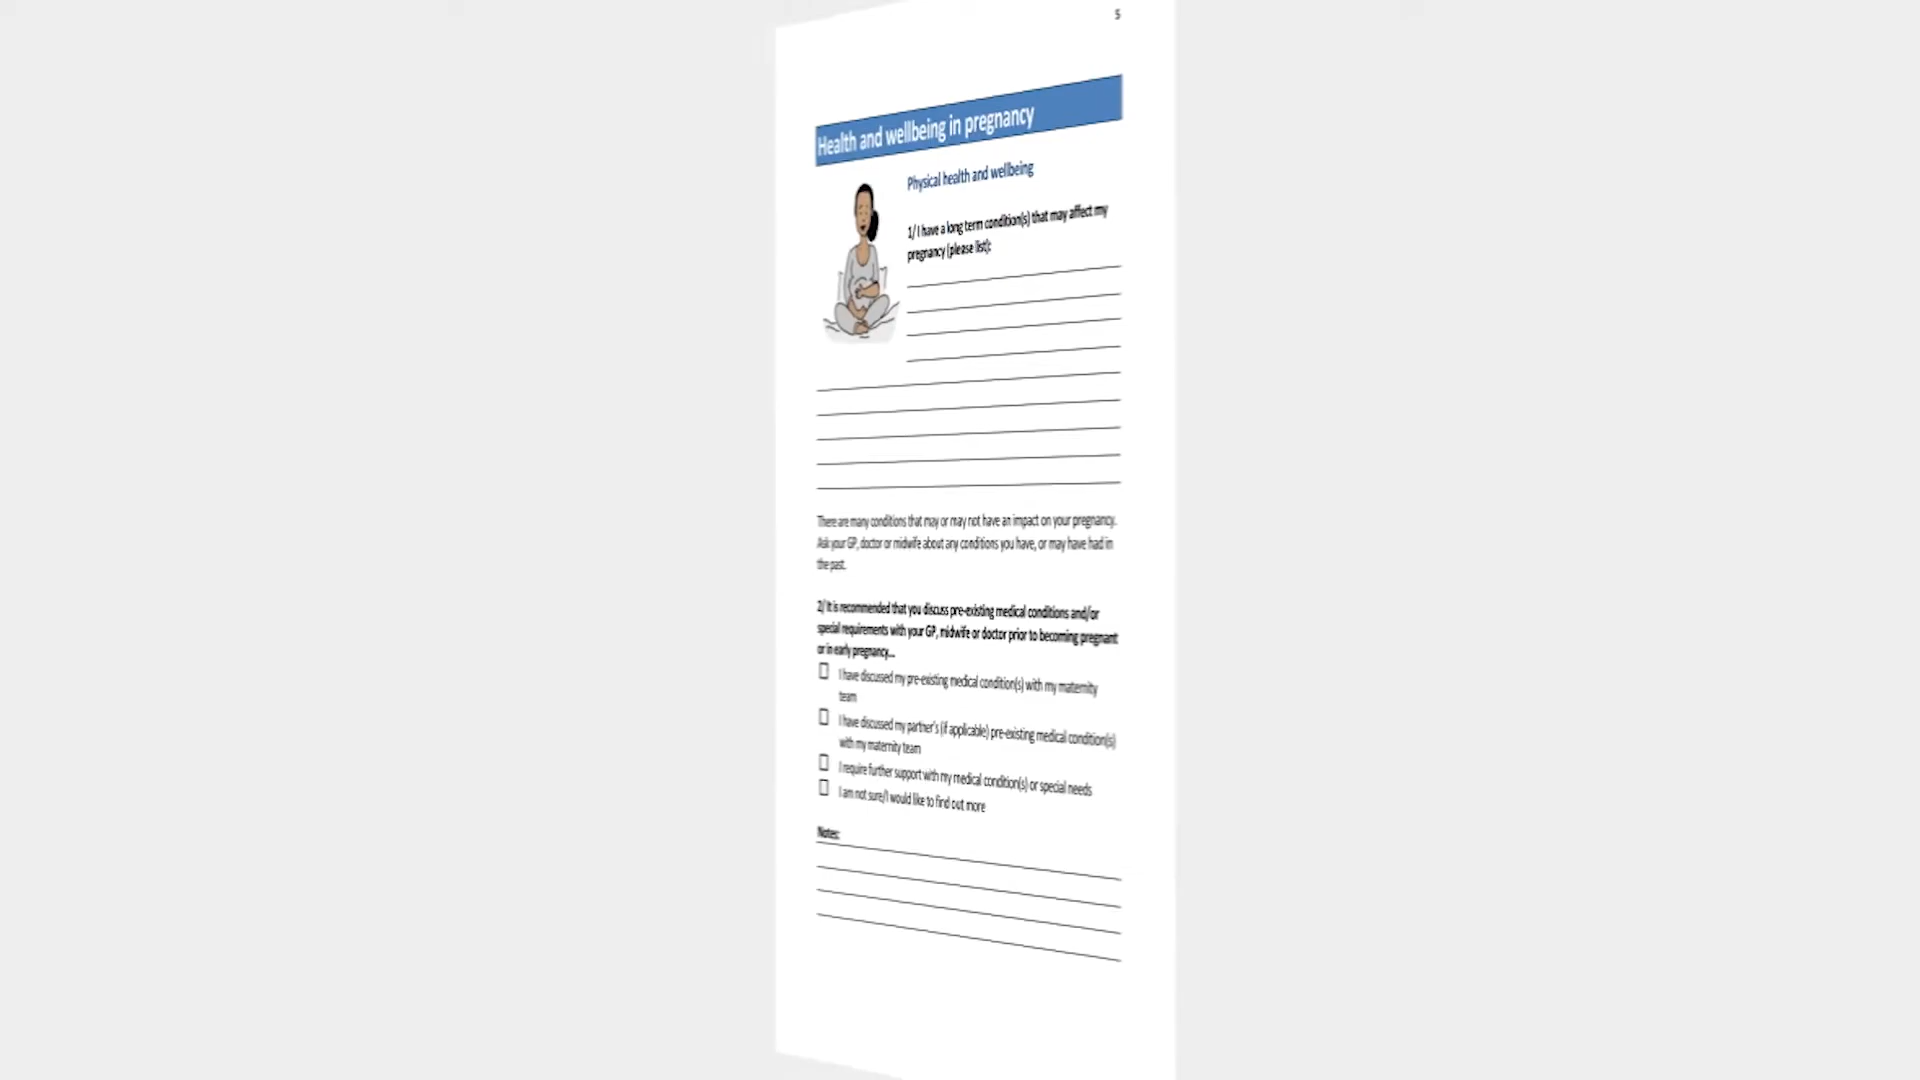 5
Health and wellbeing in pregnancy
Physical health and wellbeing
1/ I have a long term condition(s) that may affect my
pregnancy (please list):
There are many conditions that may or may not have an impact on your pregnancy.
Ask your GP, doctor or midwife about any conditions you have, or may have had in
the past.
2/ It is recommended that you discuss pre-existing medical conditions and/or
special requirements with your GP, midwife or doctor prior to becoming pregnant
or in early pregnancy...
I have discussed my pre-existing medical condition(s) with my maternity
team
I have discussed my partner's (if applicable) pre-existing medical condition(s)
with my maternity team
I require further support with my medical condition(s) or special needs
I am not sure/I would like to find out more
Notes: